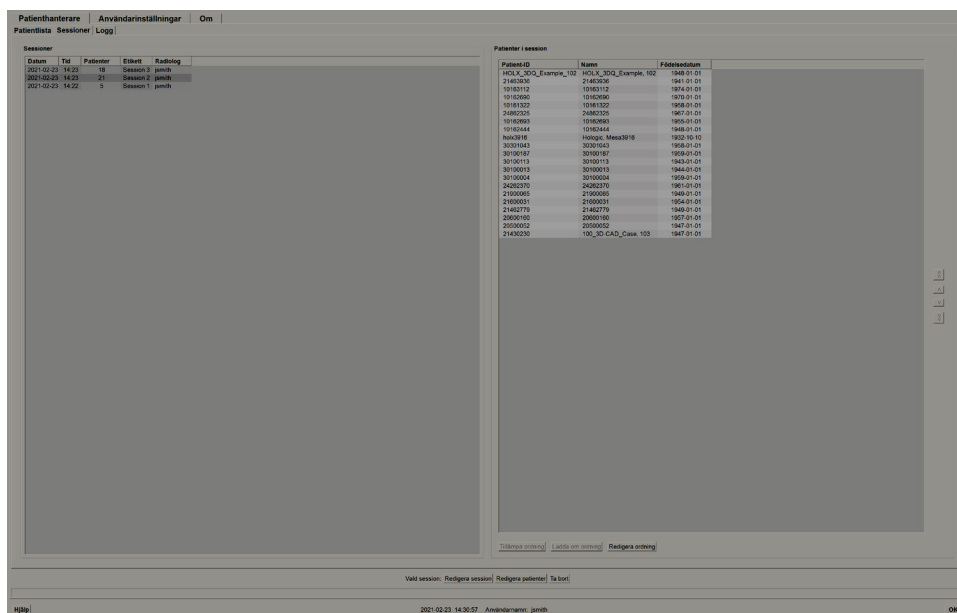 Patienthanterare Användarinställningar Om
Patientlista Sessioner Logg
Sessioner
Datum Tid Patienter Etikett Radiolog
2021-02-23 14:23 18 Session 3 jsmith
2021-02-23 14:23 21 Session 2 jsmith
2021-02-23 14:22 5 Session 1 jsmith
Patienter i session
Patient-ID Namn Födelsedatum
HOLX_3DQ_Example_102 HOLX_3DQ_Example, 102 1948-01-01
21463936 21463936 1941-01-01
10163112 10163112 1974-01-01
10162690 10162690 1970-01-01
10161322 10161322 1958-01-01
24862325 24862325 1967-01-01
10162693 10162693 1955-01-01
10162444 10162444 1948-01-01
holx3916 Hologic, Mesa3916 1932-10-10
30301043 30301043 1958-01-01
30100187 30100187 1959-01-01
30100113 30100113 1943-01-01
30100013 30100013 1944-01-01
30100004 30100004 1959-01-01
24262370 24262370 1961-01-01
21900065 21900065 1949-01-01
21600031 21600031 1954-01-01
21462779 21462779 1949-01-01
20600160 20600160 1957-01-01
20500052 20500052 1947-01-01
21430230 100_3D-CAD_Case, 103 1947-01-01
Tillämpa ordning Ladda om ordning Redigera ordning
Vald session: Redigera session Redigera patienter Ta bort
Hjälp 2021-02-23 14:30:57 Användarnamn: jsmith OK